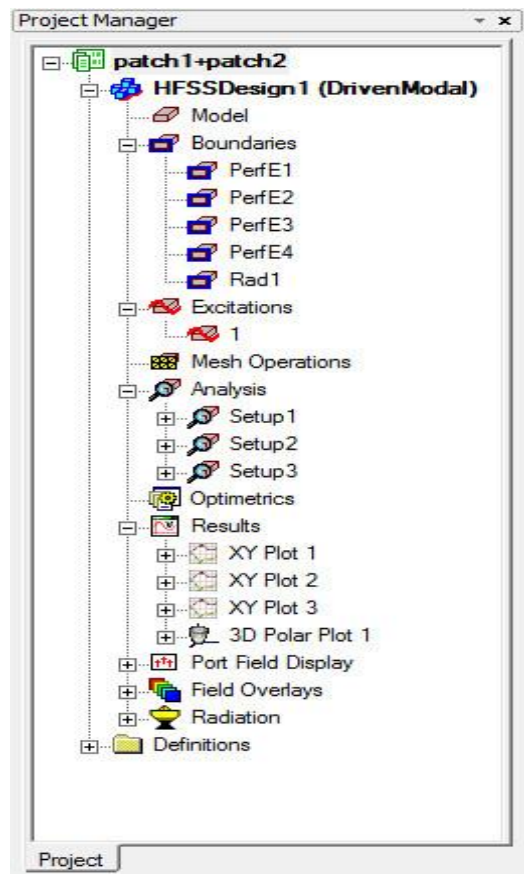 Project Manager
patch1+patch2
HFSSDesign1 (DrivenModal)
Model
Boundaries
PerfE1
PerfE2
PerfE3
PerfE4
Rad1
Excitations
1
Mesh Operations
Analysis
Setup1
Setup2
Setup3
Optimetrics
Results
XY Plot 1
XY Plot 2
XY Plot 3
3D Polar Plot 1
Port Field Display
Field Overlays
Radiation
Definitions
Project